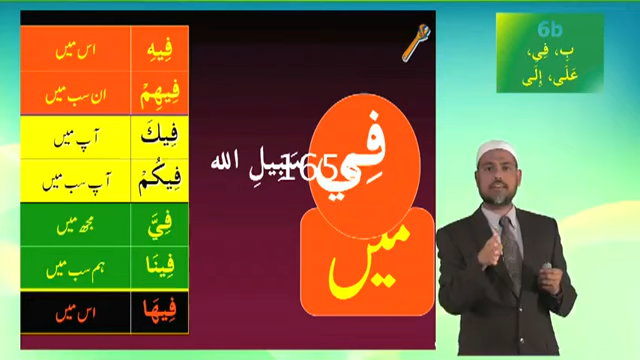 6b
بِ، فِي،
عَلَى، إِلَى
فِيهِ اس میں
فِيهِمْ ان سب میں
فِيكَ آپ میں
فِيكُمْ آپ سب میں
فِيَّ مجھ میں
فِينَا ہم سب میں
فِيهَا اس میں
فِي سَبِيلِ الله
میں